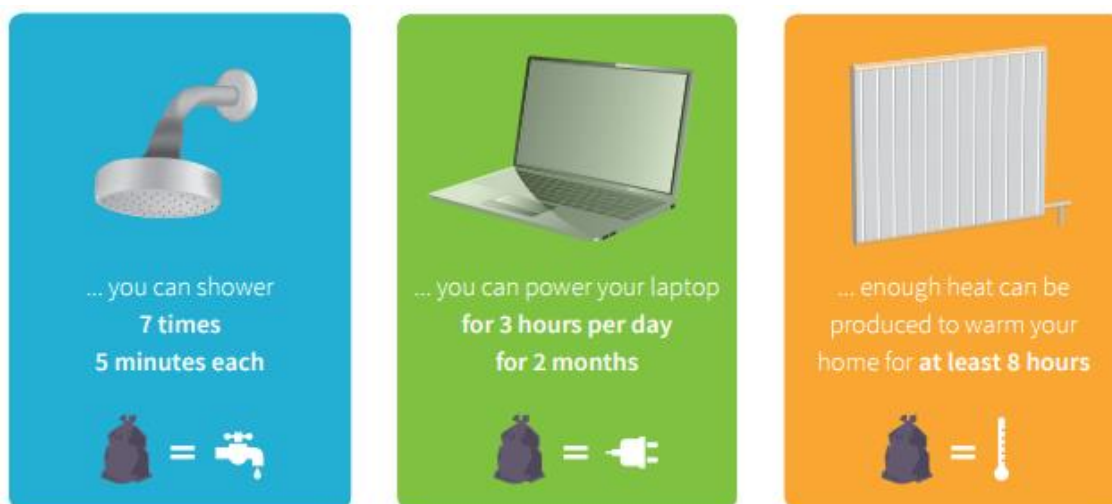 ... you can shower
7 times
5 minutes each
=
... you can power your laptop
for 3 hours per day
for 2 months
=
... enough heat can be
produced to warm your
home for at least 8 hours
=